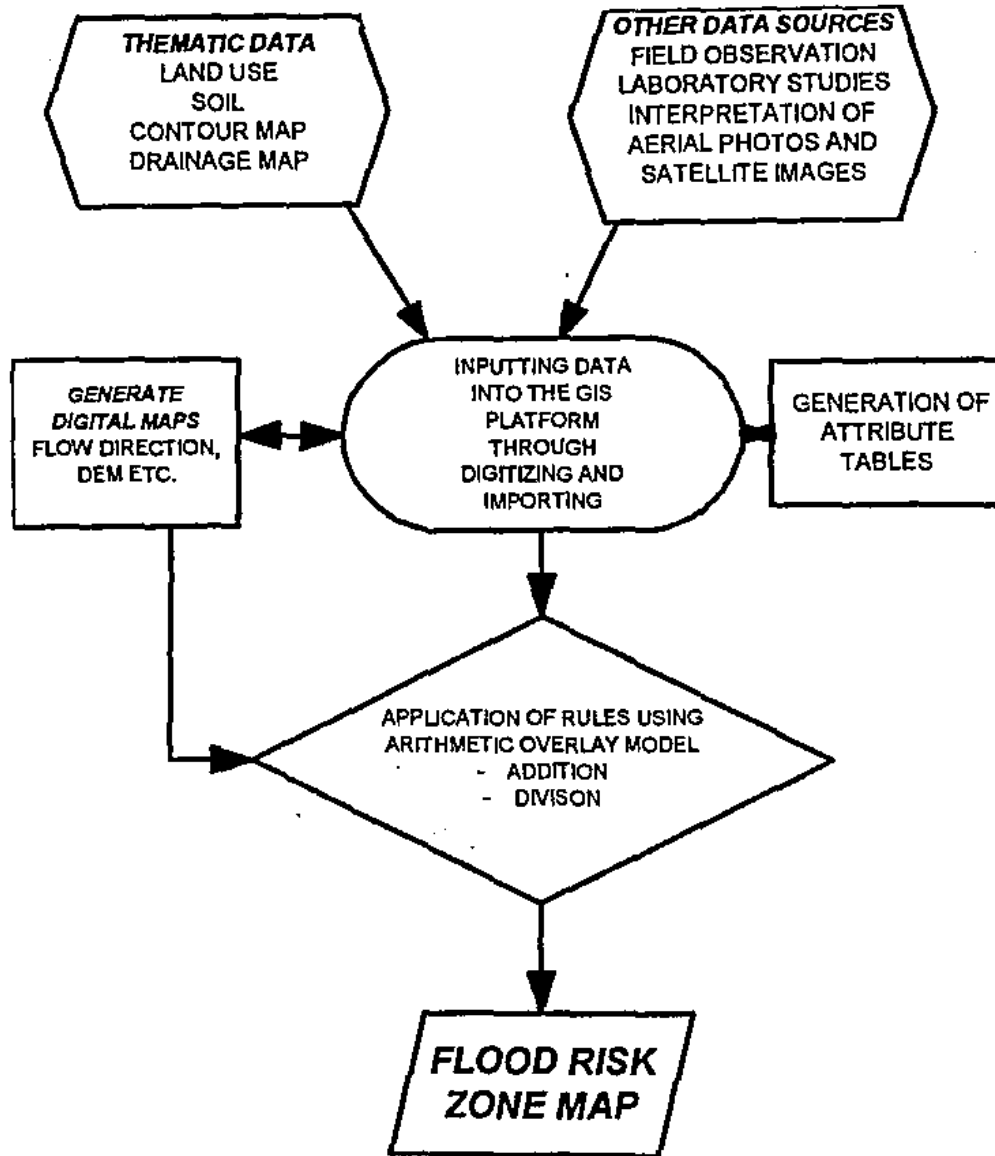 THEMATIC DATA
LAND USE
SOIL
CONTOUR MAP
DRAINAGE MAP
OTHER DATA SOURCES
FIELD OBSERVATION
LABORATORY STUDIES
INTERPRETATION OF
AERIAL PHOTOS AND
SATELLITE IMAGES
GENERATE
DIGITAL MAPS
FLOW DIRECTION,
DEM ETC.
INPUTTING DATA
INTO THE GIS
PLATFORM
THROUGH
DIGITIZING AND
IMPORTING
GENERATION OF
ATTRIBUTE
TABLES
APPLICATION OF RULES USING
ARITHMETIC OVERLAY MODEL
- ADDITION
- DIVISON
FLOOD RISK
ZONE MAP